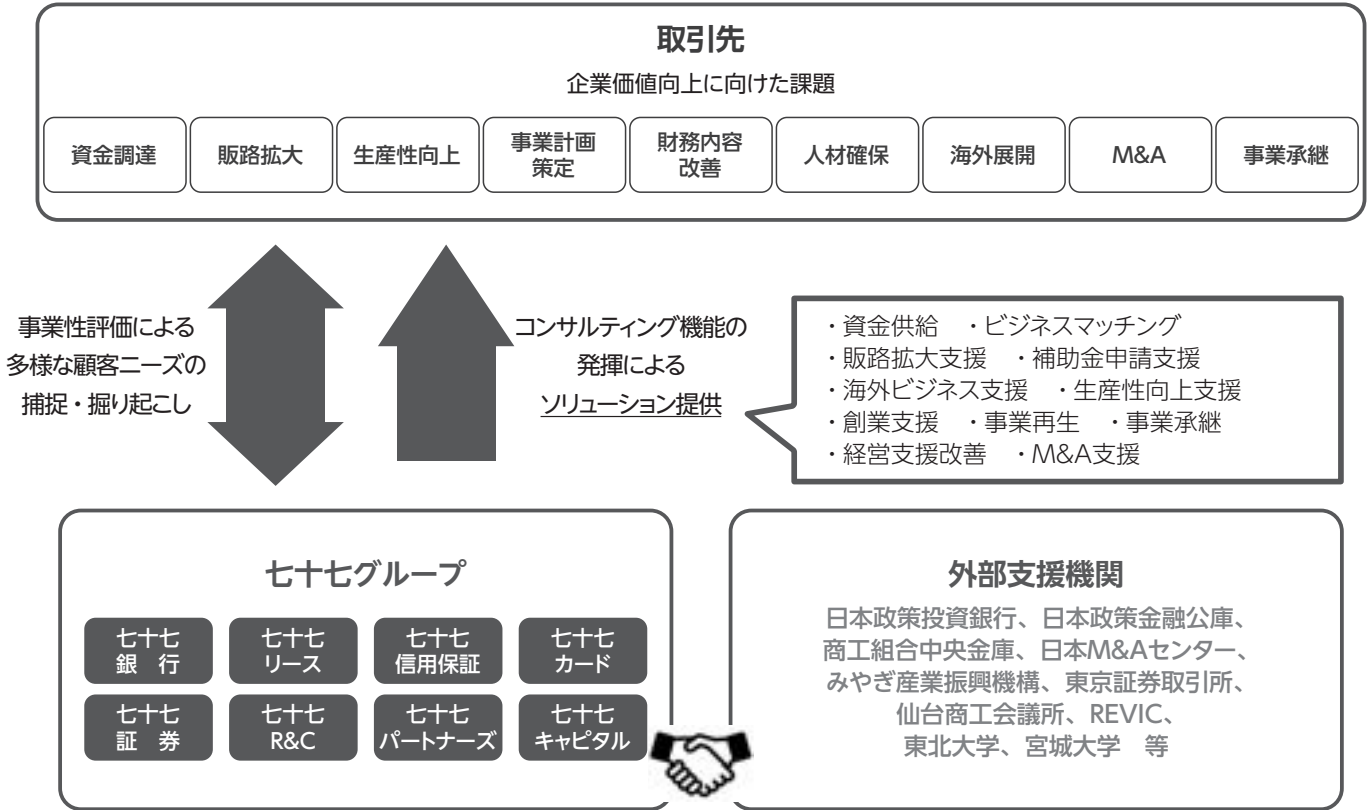 取引先
企業価値向上に向けた課題
資金調達
販路拡大
生産性向上
事業計画
策定
財務内容
改善
人材確保
海外展開
M&A
事業承継
事業性評価による
多様な顧客ニーズの
捕捉・掘り起こし
コンサルティング機能の
発揮による
ソリューション提供
・資金供給　・ビジネスマッチング
・販路拡大支援　・補助金申請支援
・海外ビジネス支援　・生産性向上支援
・創業支援　・事業再生　・事業承継
・経営支援改善　・M&A支援
七十七グループ
七十七
銀　行
七十七
リース
七十七
信用保証
七十七
カード
七十七
証　券
七十七
R&C
七十七
パートナーズ
七十七
キャピタル
外部支援機関
日本政策投資銀行、日本政策金融公庫、
商工組合中央金庫、日本M&Aセンター、
みやぎ産業振興機構、東京証券取引所、
仙台商工会議所、REVIC、
東北大学、宮城大学　等